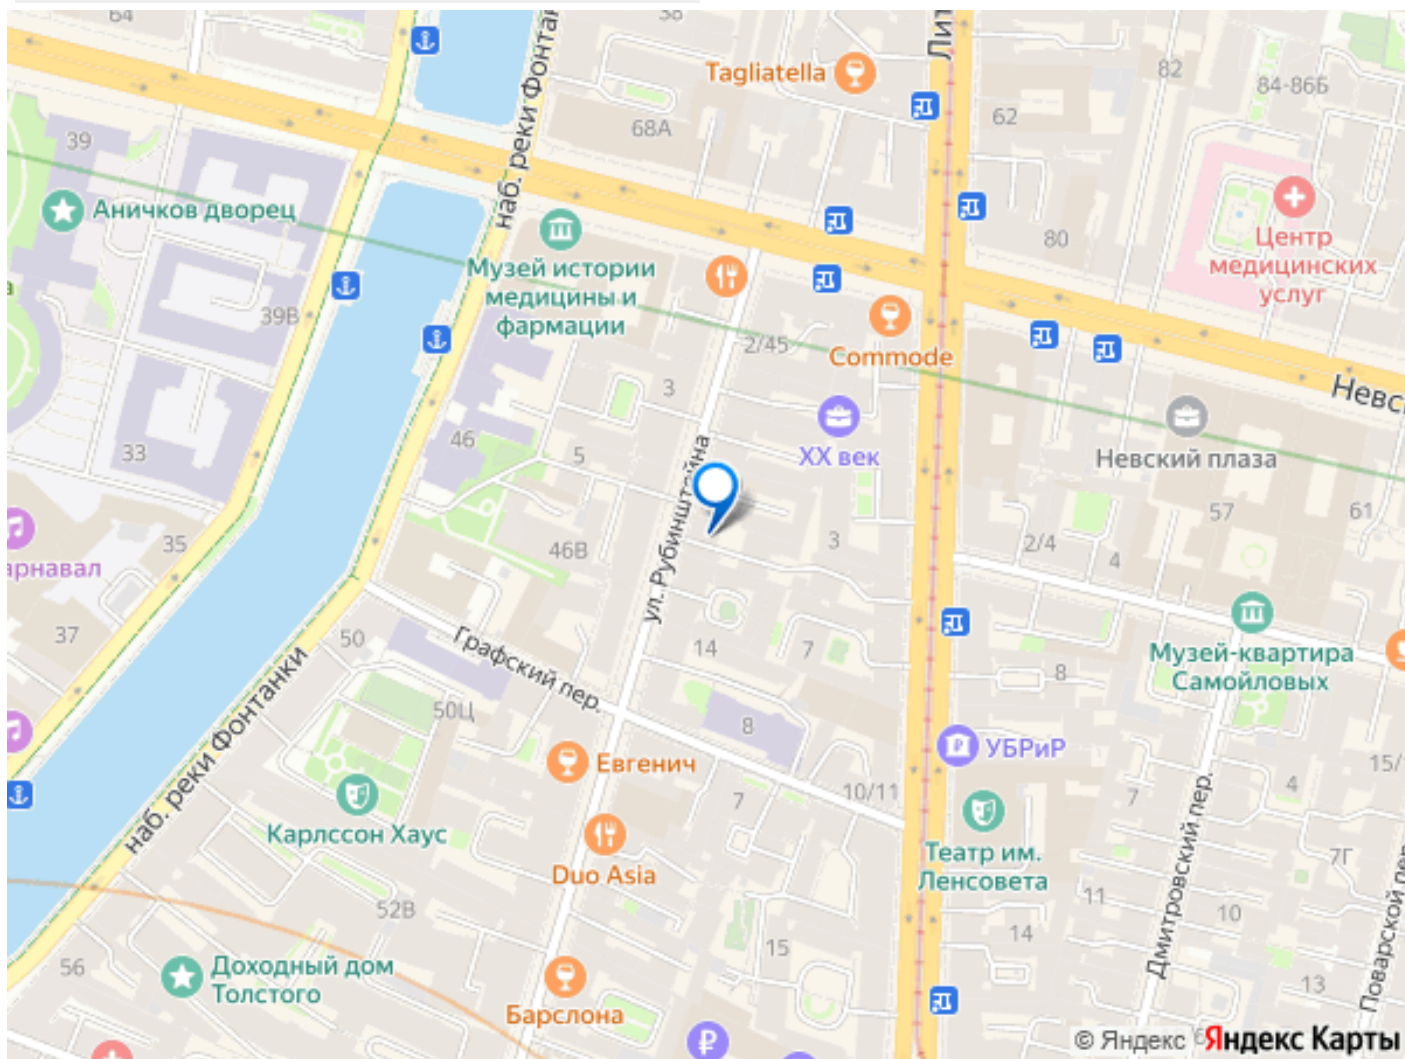 64
38
Лит
Tagliatella
82
84-86Б
62
68А
39
наб. реки Фонтан
Аничков дворец
80
Центр
медицинских
услуг
Музей истории
медицины и
фармации
а
39В
2/45
Commode
Невс
3
46
33
5
XX век
Невский плаза
ул. Рубинштейна
57
61
35
46В
3
2/4
4
арнавал
37
50
Графский пер.
14
7
8
Музей-квартира
Самойловых
50Ц
8
УБРиР
наб. реки Фонтанки
Евгенич
7
10/11
7
4
15/
Карлссон Хаус
Duo Asia
Театр им.
Ленсовета
7Г
52В
11
10
Дмитровский пер.
Поварской пер.
56
Доходный дом
Толстого
15
14
13
Барслона
© Яндекс
6
Яндекс Карты